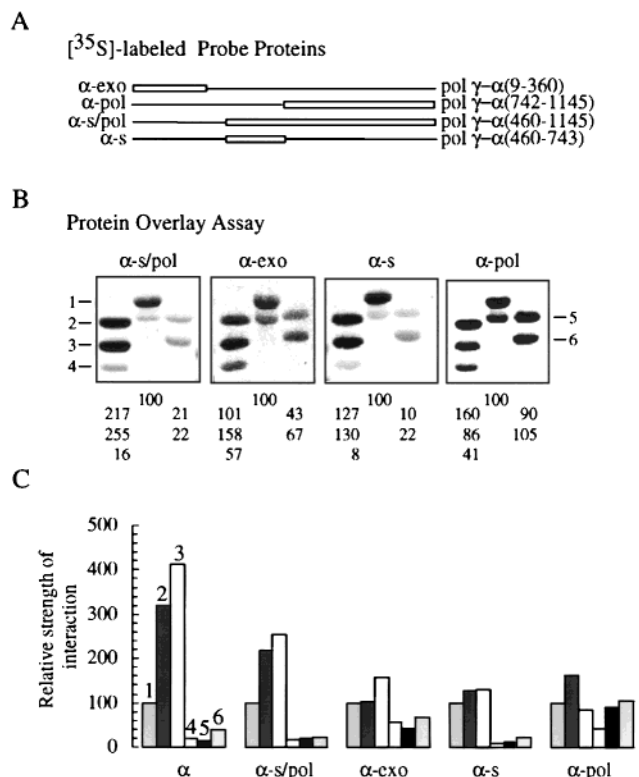 A
[³⁵S]-labeled Probe Proteins
α-exo pol γ-α(9-360)
α-pol pol γ-α(742-1145)
α-s/pol pol γ-α(460-1145)
α-s pol γ-α(460-743)
B
Protein Overlay Assay
α-s/pol α-exo α-s α-pol
1
2 5
3 6
4
100 100 100 100
217 21 101 43 127 10 160 90
255 22 158 67 130 22 86 105
16 57 8 41
C
Relative strength of interaction
500
400
300
200
100
0
1 2 3 4 5 6
α α-s/pol α-exo α-s α-pol